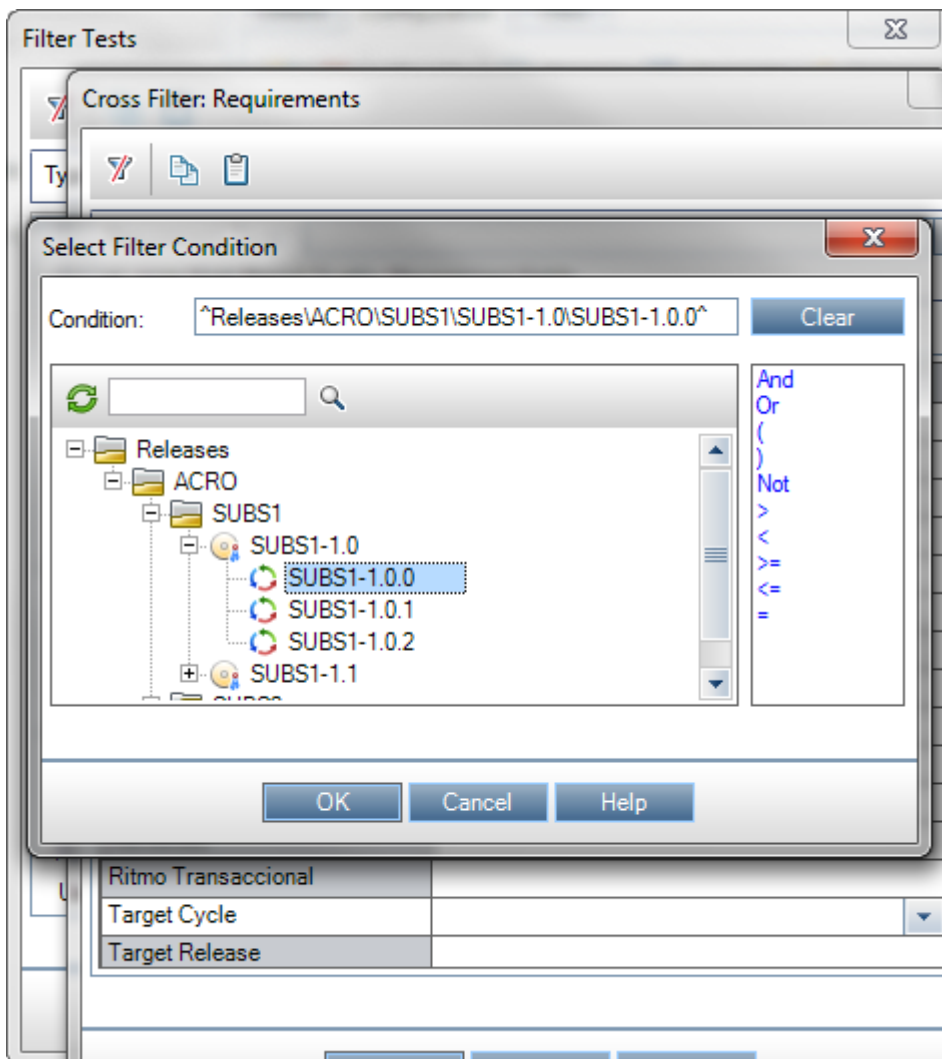 Filter Tests
Cross Filter: Requirements
Ty
Select Filter Condition
Condition: ^Releases\ACRO\SUBS1\SUBS1-1.0\SUBS1-1.0.0^ Clear
And
Or
(
)
Not
>
<
>=
<=
=
Releases
ACRO
SUBS1
SUBS1-1.0
SUBS1-1.0.0
SUBS1-1.0.1
SUBS1-1.0.2
SUBS1-1.1
OK Cancel Help
Ritmo Transaccional
Target Cycle
Target Release